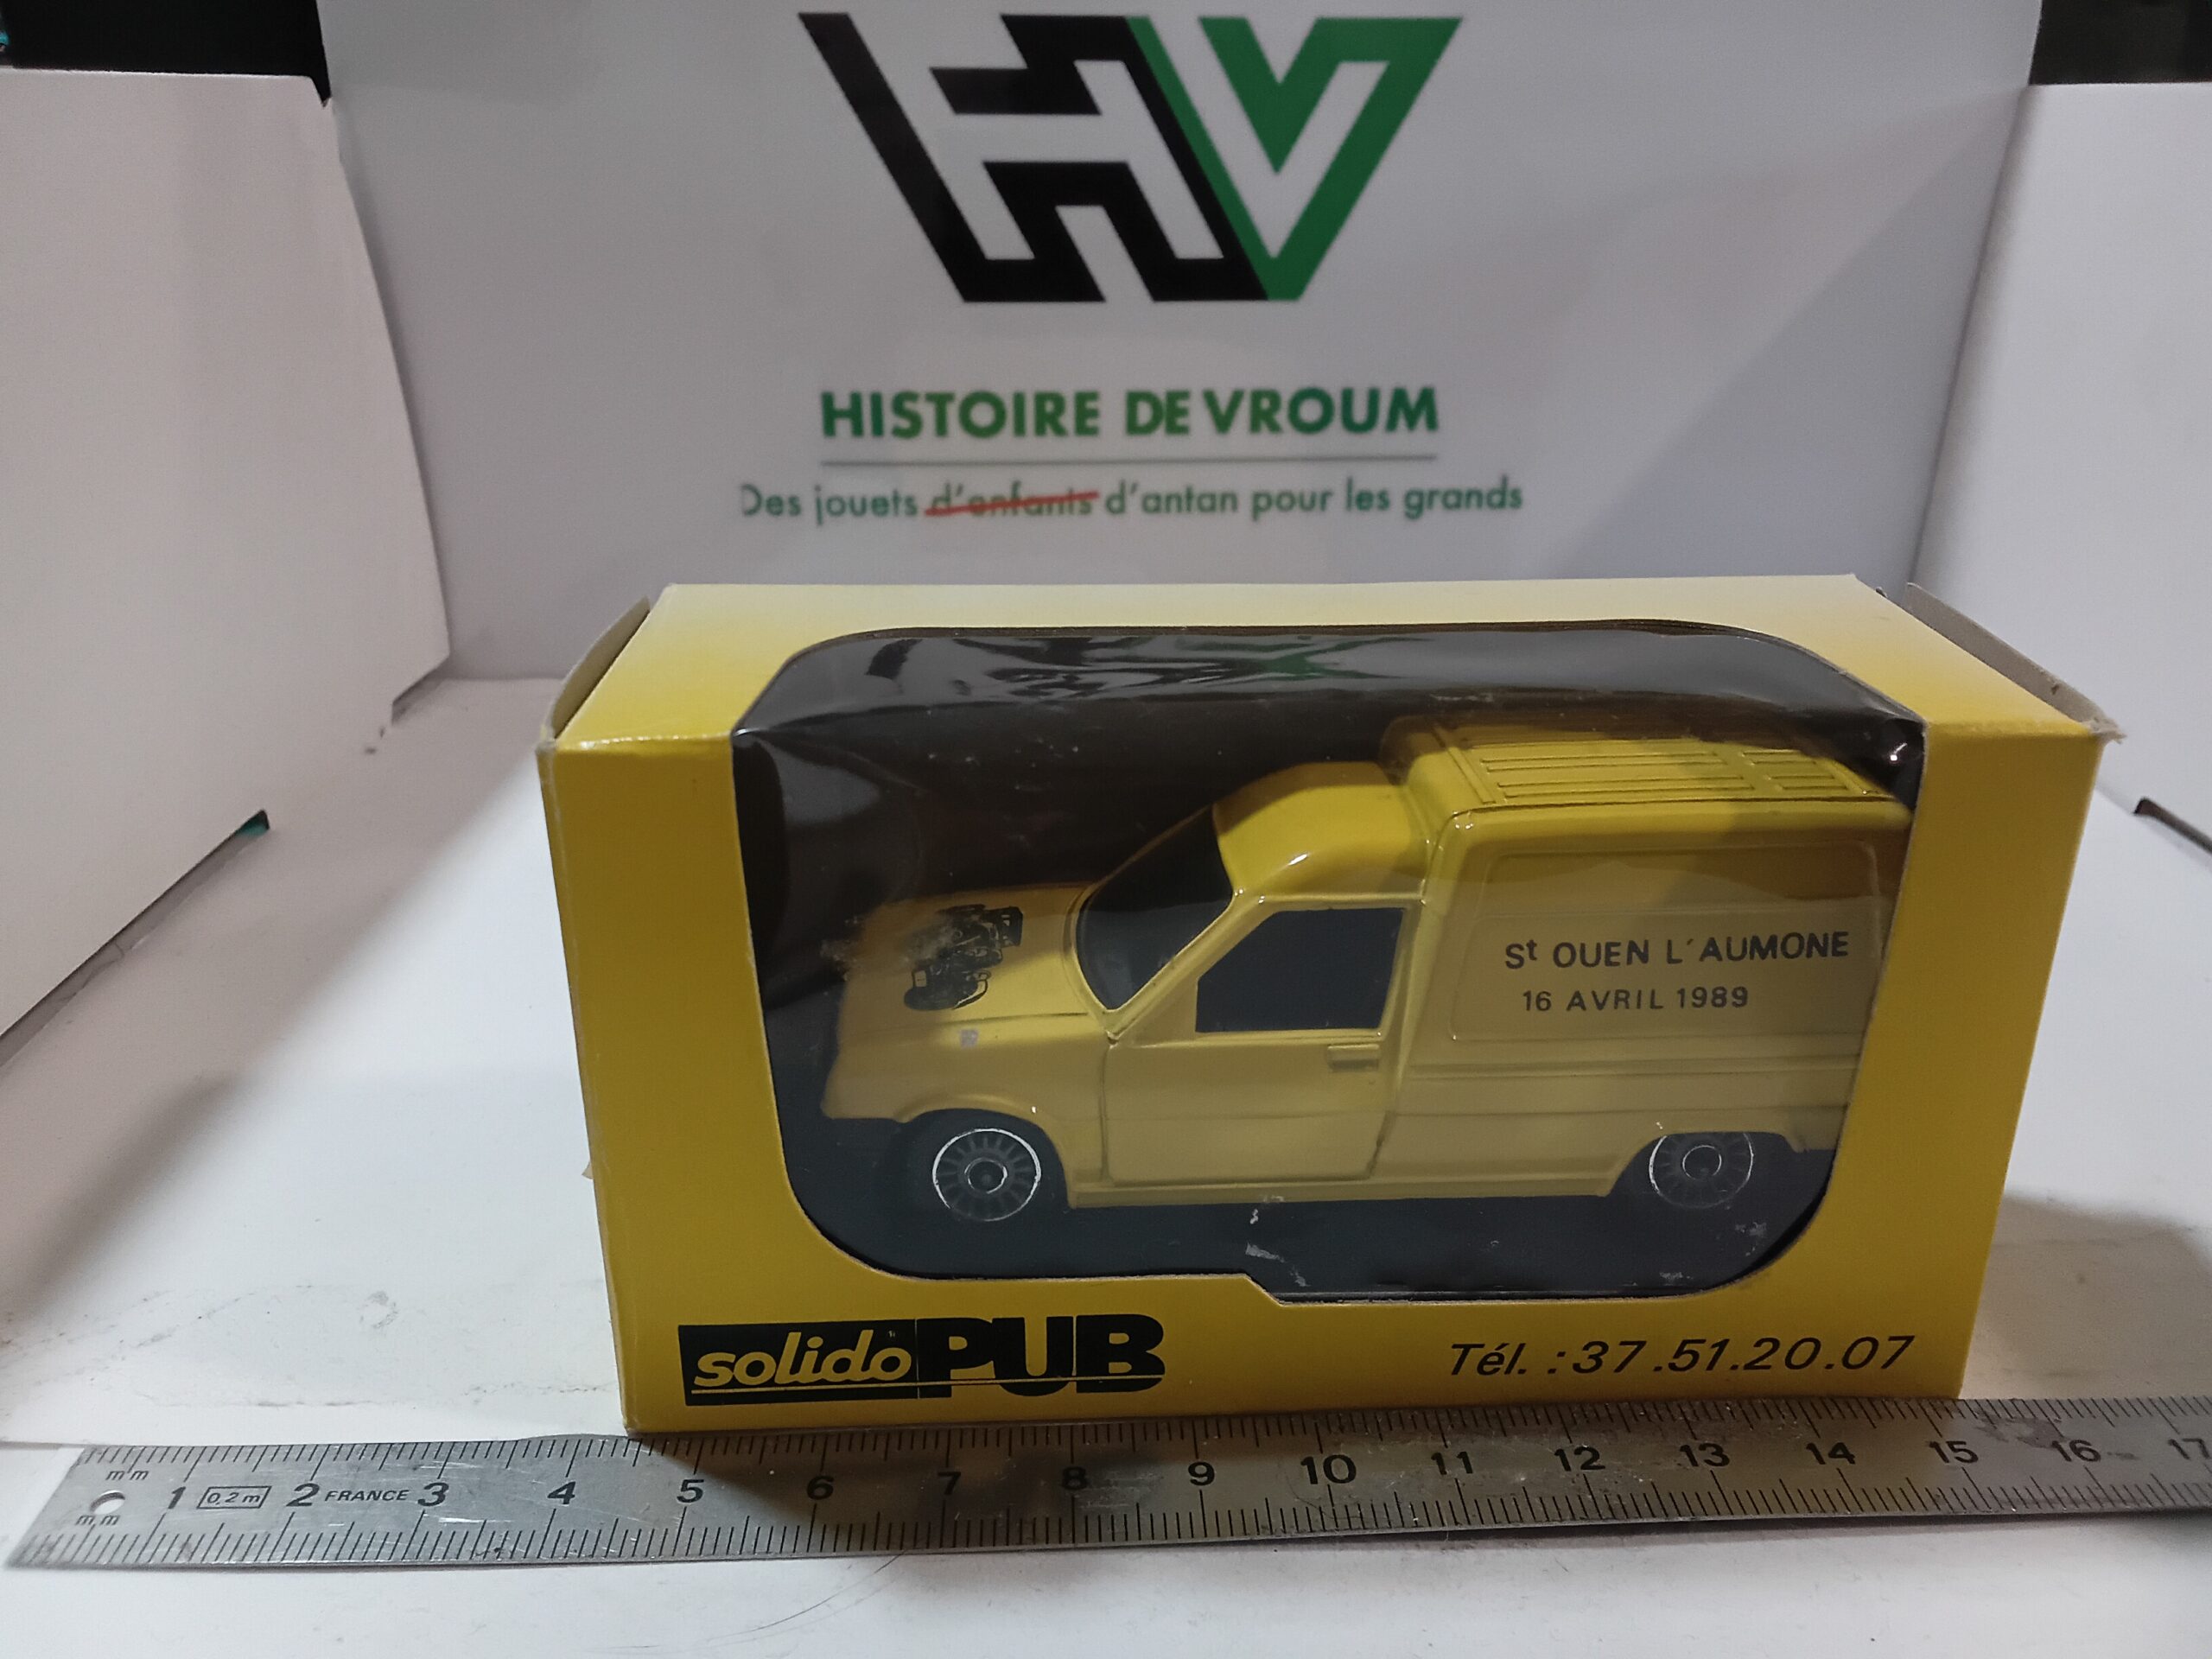 HV
HISTOIRE DE VROUM
Des jouets d'enfants d'antan pour les grands
St OUEN L'AUMONE
16 AVRIL 1989
solido PUB
Tél. : 37.51.20.07
mm 1 0,2 m 2 FRANCE 3 4 5 6 7 8 9 10 11 12 13 14 15 16 17
mm